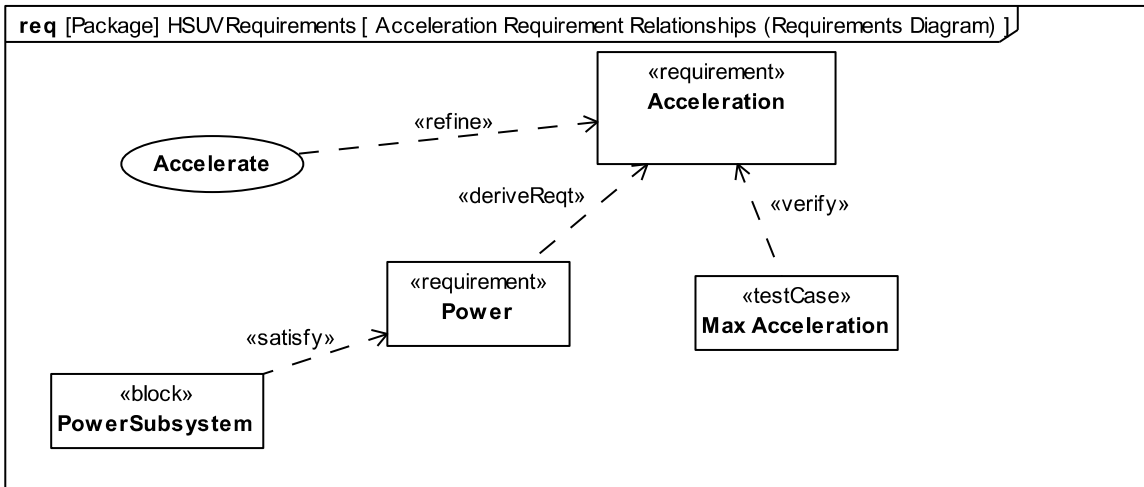 req [Package] HSUVRequirements [ Acceleration Requirement Relationships (Requirements Diagram) ]
«requirement»
Acceleration
«refine»
Accelerate
«deriveReqt»
«verify»
«requirement»
Power
«testCase»
Max Acceleration
«satisfy»
«block»
PowerSubsystem